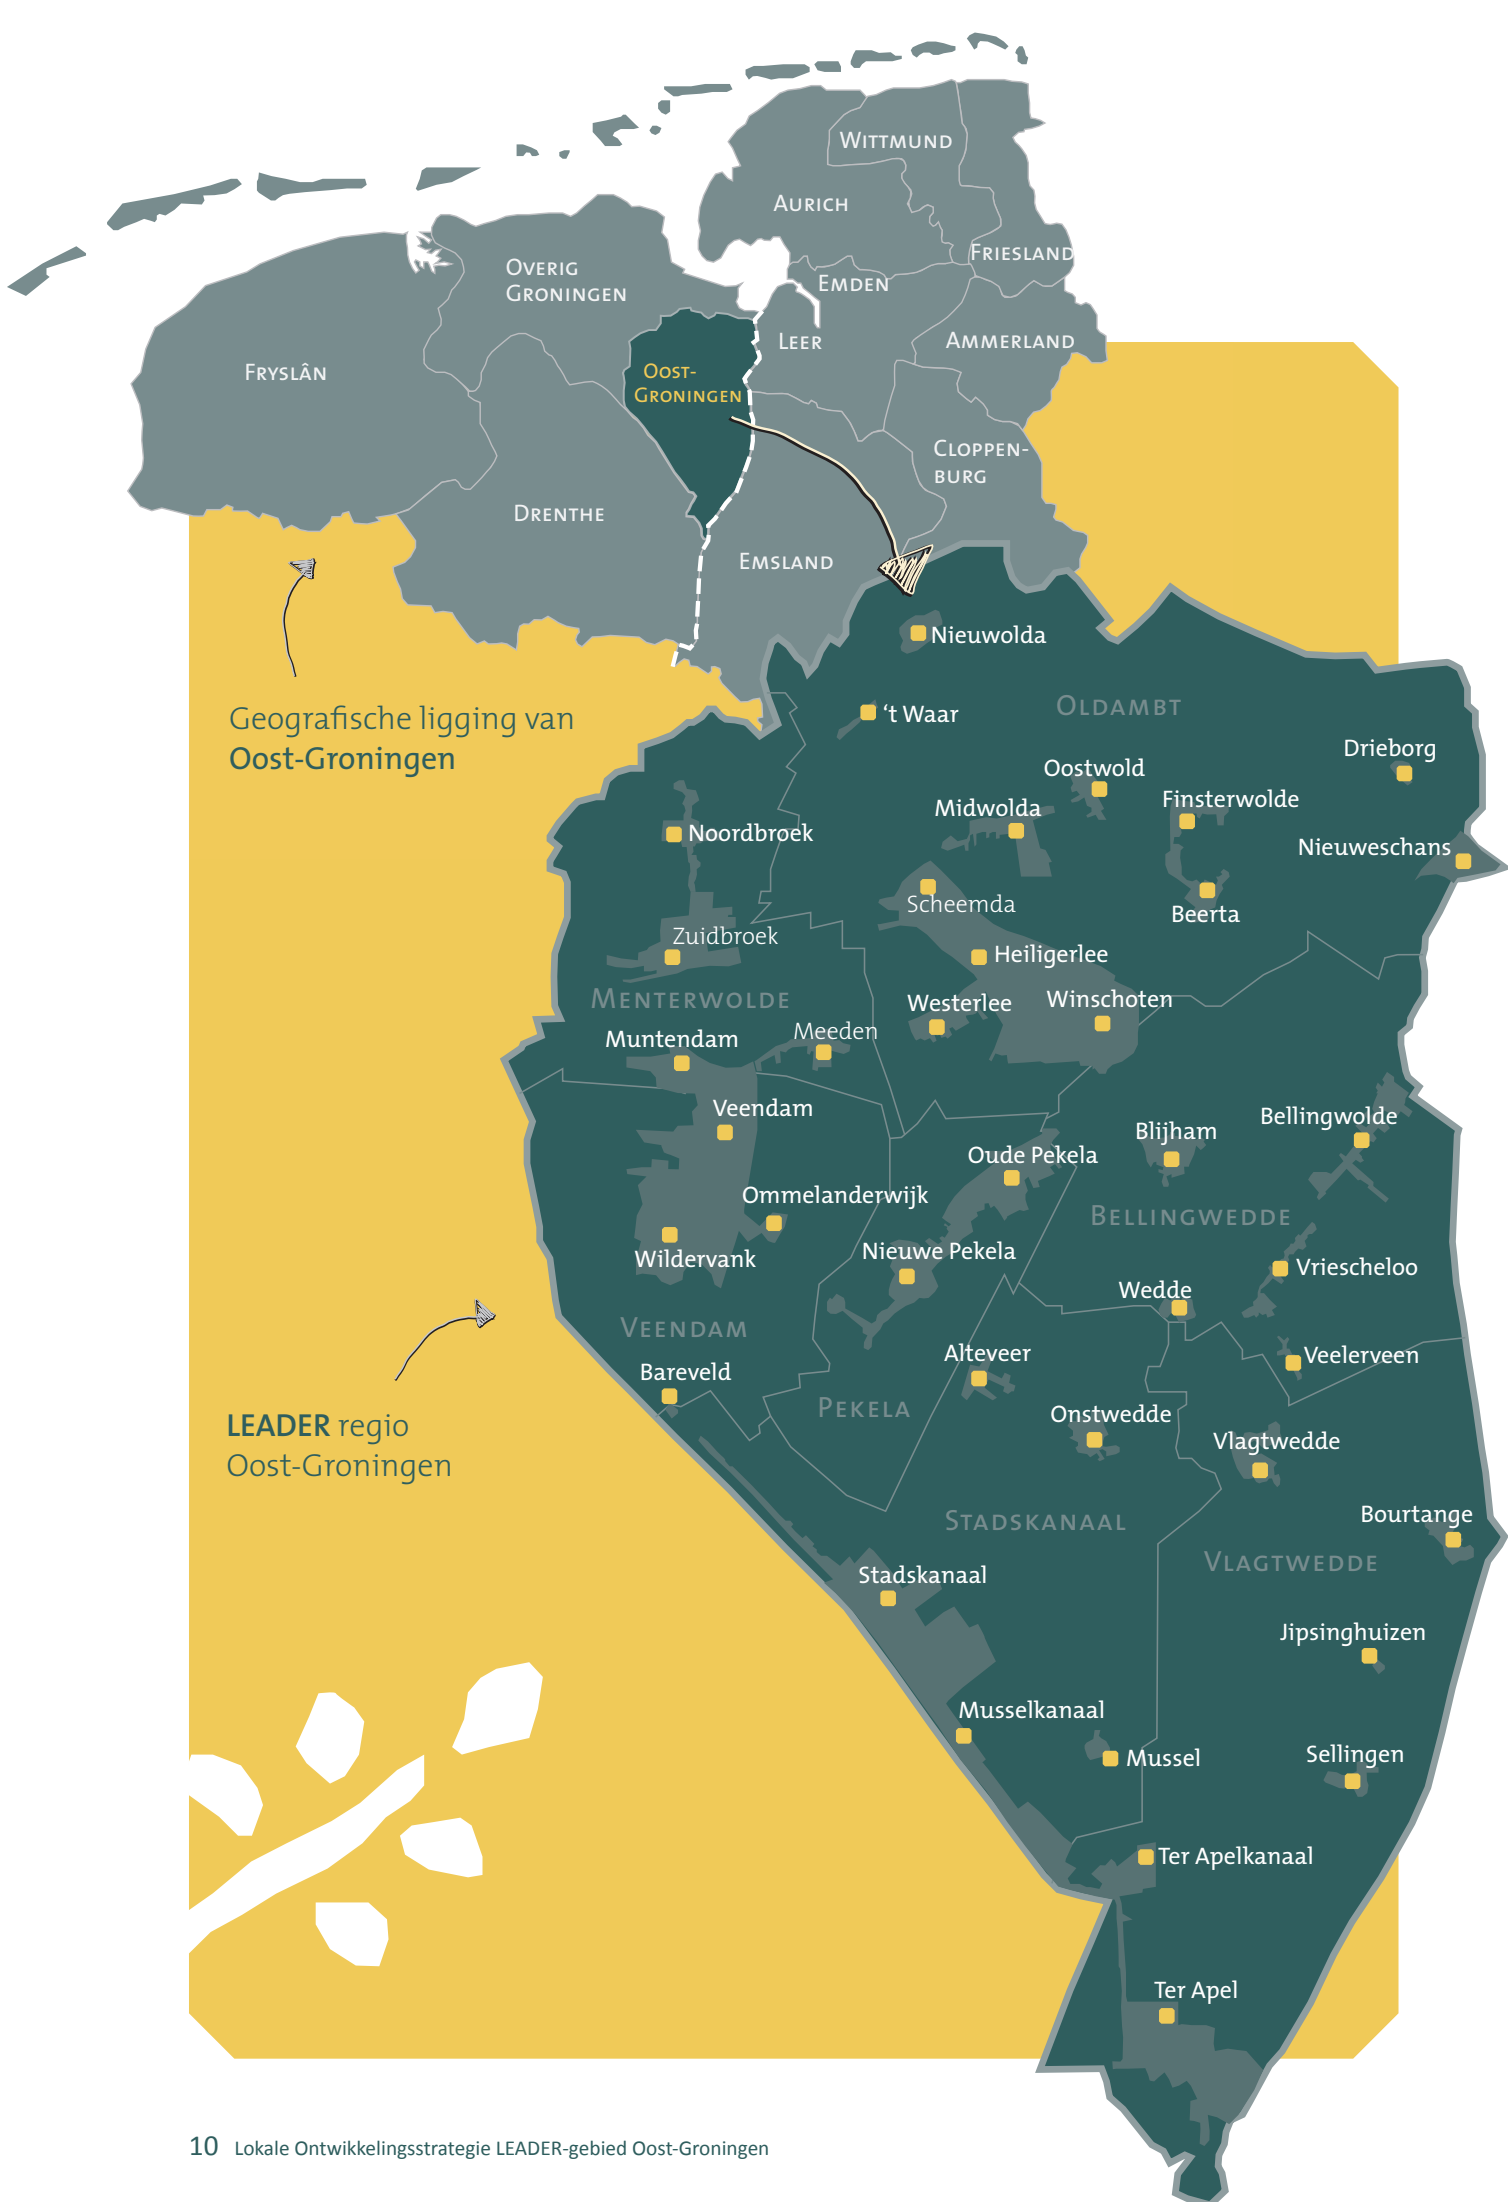 Wittmund
Aurich
Friesland
Overig
Groningen
Emden
Leer
Ammerland
Fryslân
Oost-
Groningen
Cloppen-
burg
Drenthe
Emsland
Nieuwolda
Oldambt
‘t Waar
Geografische ligging van
Oost-Groningen
Drieborg
Oostwold
Finsterwolde
Midwolda
Noordbroek
Nieuweschans
Scheemda
Beerta
Zuidbroek
Heiligerlee
Menterwolde
Westerlee
Winschoten
Muntendam
Meeden
Veendam
Bellingwolde
Blijham
Oude Pekela
Ommelanderwijk
Bellingwedde
Nieuwe Pekela
Wildervank
Vriescheloo
Wedde
Veendam
Alteveer
Veelerveen
Bareveld
Pekela
Onstwedde
LEADER regio
Oost-Groningen
Vlagtwedde
Bourtange
Stadskanaal
Vlagtwedde
Stadskanaal
Jipsinghuizen
Musselkanaal
Mussel
Sellingen
Ter Apelkanaal
Ter Apel
10 Lokale Ontwikkelingsstrategie LEADER-gebied Oost-Groningen